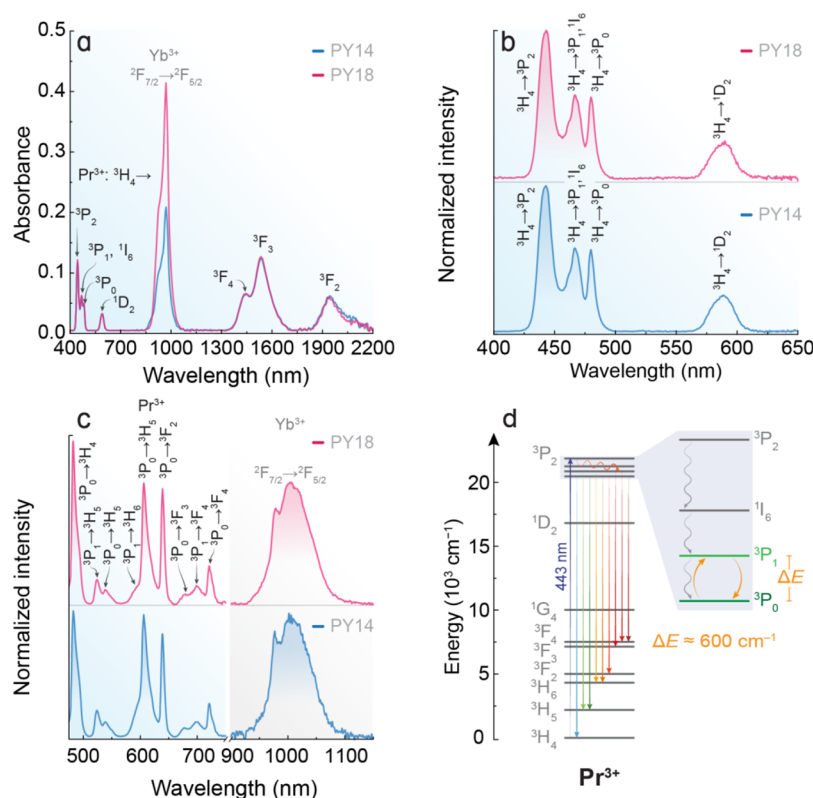 a
Yb³⁺
²F₇/₂→²F₅/₂
PY14
PY18
Pr³⁺: ³H₄→
³P₂
³P₁, ¹I₆
³P₀
¹D₂
³F₄
³F₃
³F₂
Absorbance
0.5
0.4
0.3
0.2
0.1
0.0
400 700 1000 1300 1600 1900 2200
Wavelength (nm)
b
PY18
³H₄→³P₂
³H₄→³P₁,¹I₆
³H₄→³P₀
³H₄→¹D₂
PY14
³H₄→³P₂
³H₄→³P₁,¹I₆
³H₄→³P₀
³H₄→¹D₂
Normalized intensity
400 450 500 550 600 650
Wavelength (nm)
c
Pr³⁺
Yb³⁺
PY18
²F₇/₂→²F₅/₂
³P₀→³H₄
³P₁→³H₅
³P₀→³H₅
³P₁→³H₆
³P₀→³H₅
³P₀→³F₂
³P₀→³F₃
³P₁→³F₄
³P₀→³F₄
PY14
Normalized intensity
500 600 700 900 1000 1100
Wavelength (nm)
d
Energy (10³ cm⁻¹)
20
15
10
5
0
³P₂
¹D₂
¹G₄
³F₄
³F₃
³F₂
³H₆
³H₅
³H₄
443 nm
Pr³⁺
³P₂
¹I₆
³P₁
³P₀
ΔE
ΔE ≈ 600 cm⁻¹